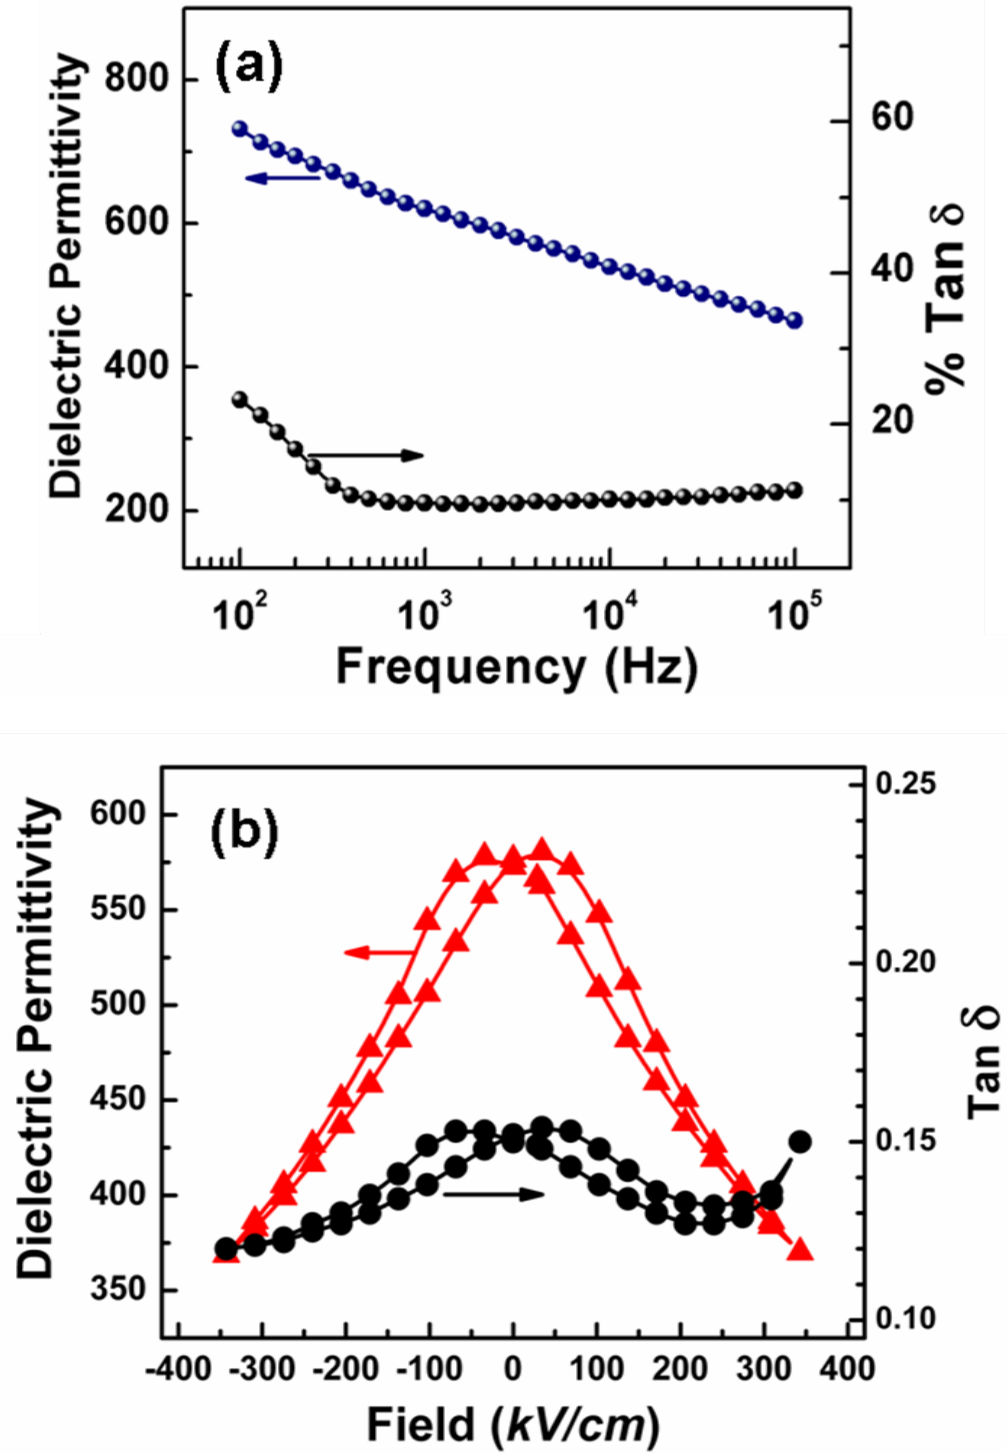 (a)
Dielectric Permittivity
800
600
400
200
60
40
20
% Tan δ
10²
10³
10⁴
10⁵
Frequency (Hz)
(b)
Dielectric Permittivity
600
550
500
450
400
350
0.25
0.20
0.15
0.10
Tan δ
-400 -300 -200 -100 0 100 200 300 400
Field (kV/cm)